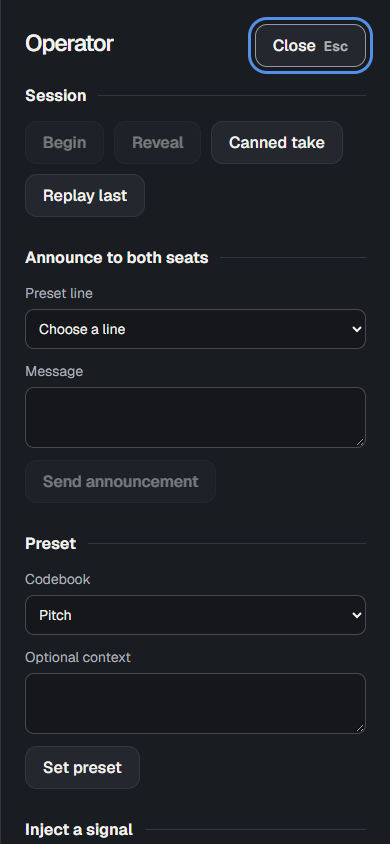 Operator
Close Esc
Session
Begin Reveal Canned take
Replay last
Announce to both seats
Preset line
Choose a line
Message
Send announcement
Preset
Codebook
Pitch
Optional context
Set preset
Inject a signal